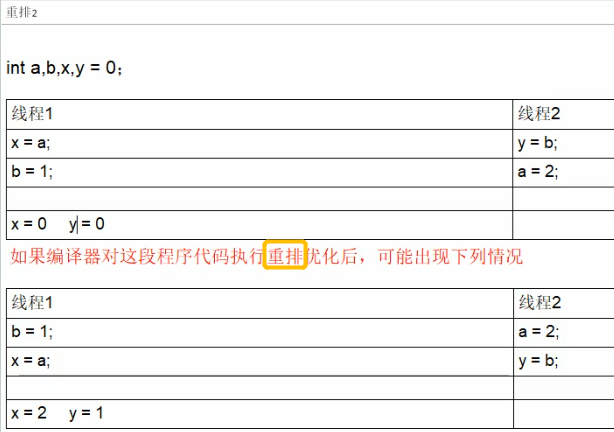 重排2
int a,b,x,y = 0;
线程1 线程2
x = a; y = b;
b = 1; a = 2;
x = 0 y = 0
如果编译器对这段程序代码执行重排优化后，可能出现下列情况
线程1 线程2
b = 1; a = 2;
x = a; y = b;
x = 2 y = 1